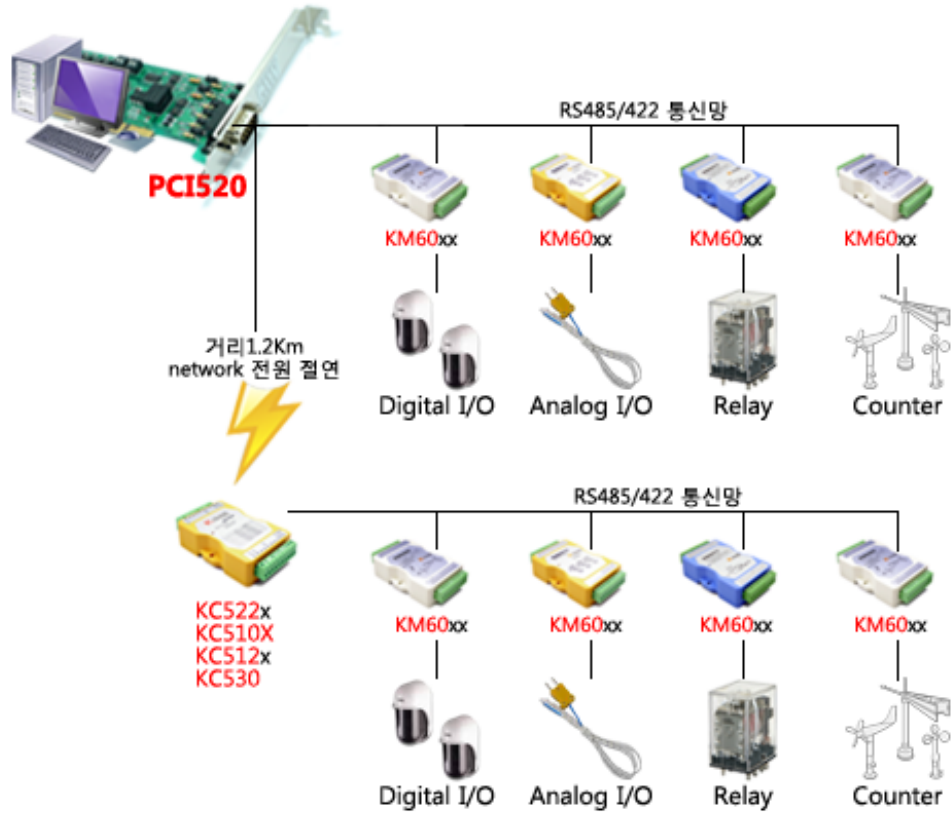 RS485/422 통신망
PCI520
KM60xx
KM60xx
KM60xx
KM60xx
거리1.2Km
network 전원 절연
Digital I/O
Analog I/O
Relay
Counter
RS485/422 통신망
KC522x
KC510X
KC512x
KC530
KM60xx
KM60xx
KM60xx
KM60xx
Digital I/O
Analog I/O
Relay
Counter